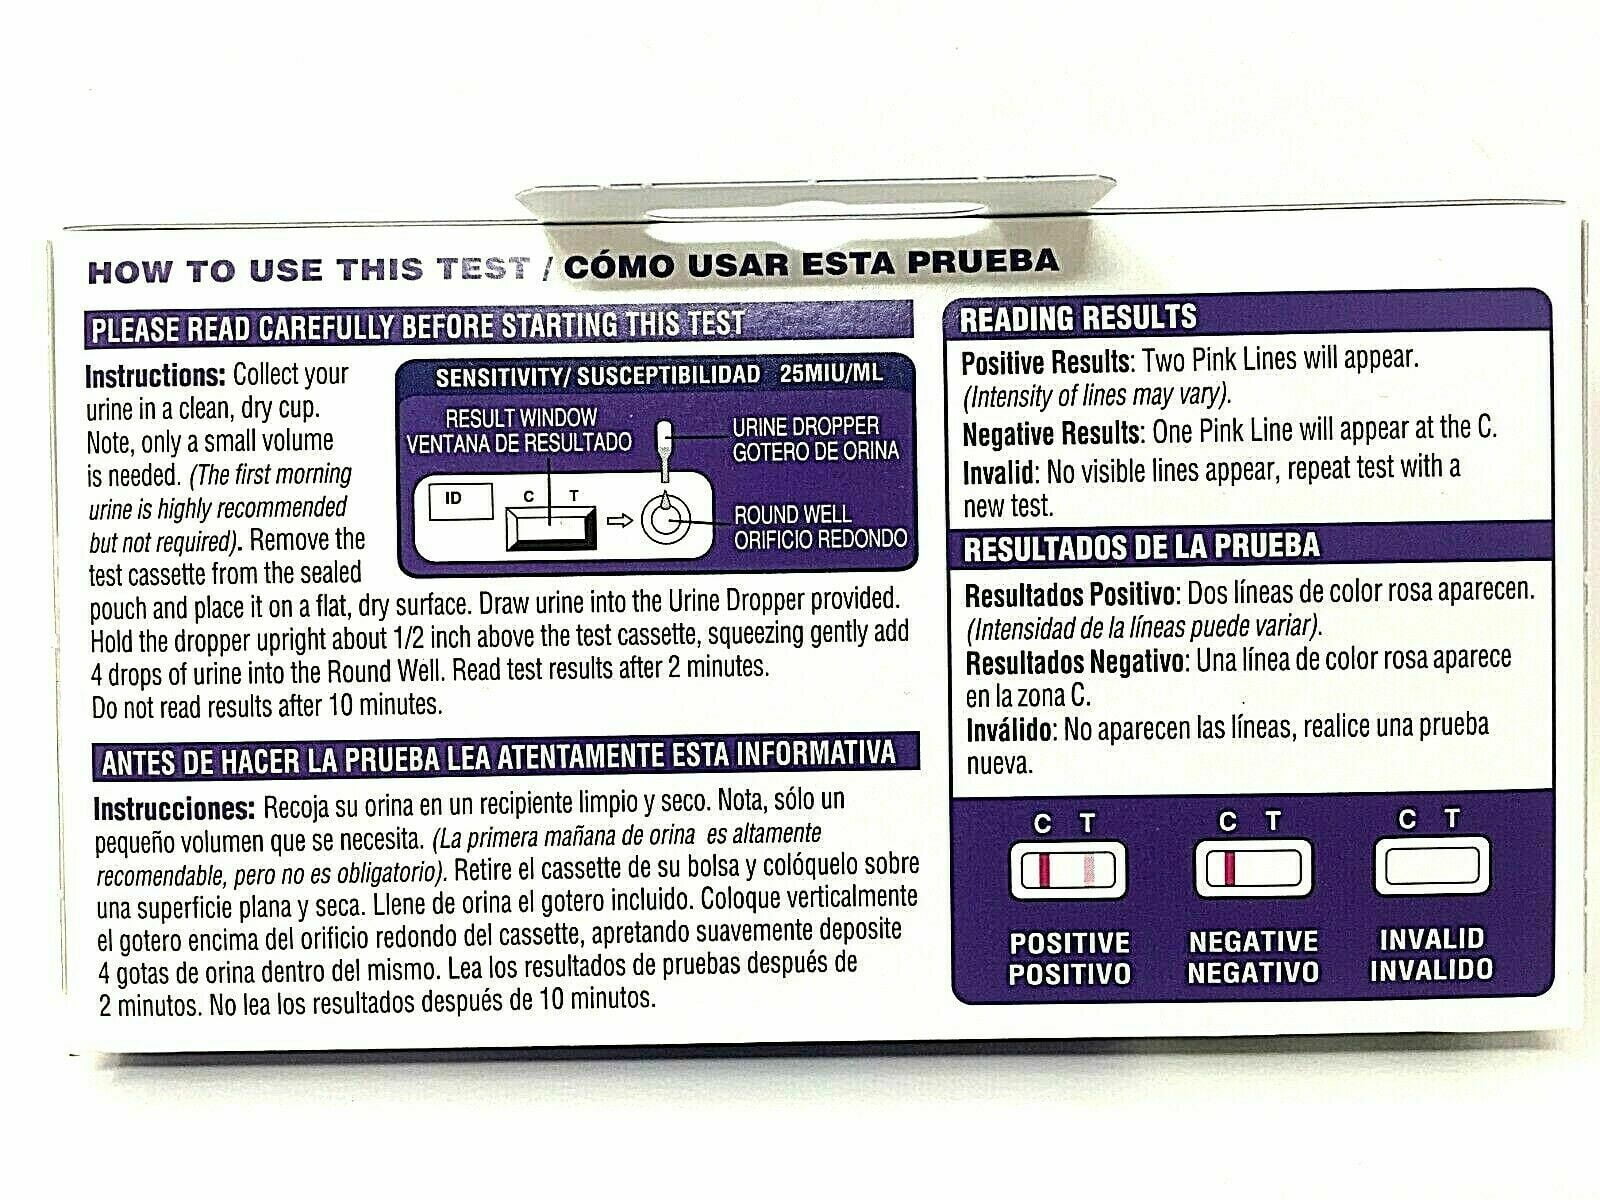 HOW TO USE THIS TEST / CÓMO USAR ESTA PRUEBA
PLEASE READ CAREFULLY BEFORE STARTING THIS TEST
Instructions: Collect your
urine in a clean, dry cup.
Note, only a small volume
is needed. (The first morning
urine is highly recommended
but not required). Remove the
test cassette from the sealed
pouch and place it on a flat, dry surface. Draw urine into the Urine Dropper provided.
Hold the dropper upright about 1/2 inch above the test cassette, squeezing gently add
4 drops of urine into the Round Well. Read test results after 2 minutes.
Do not read results after 10 minutes.
SENSITIVITY/ SUSCEPTIBILIDAD 25MIU/ML
RESULT WINDOW
VENTANA DE RESULTADO
URINE DROPPER
GOTERO DE ORINA
ID
C T
ROUND WELL
ORIFICIO REDONDO
ANTES DE HACER LA PRUEBA LEA ATENTAMENTE ESTA INFORMATIVA
Instrucciones: Recoja su orina en un recipiente limpio y seco. Nota, sólo un
pequeño volumen que se necesita. (La primera mañana de orina es altamente
recomendable, pero no es obligatorio). Retire el cassette de su bolsa y colóquelo sobre
una superficie plana y seca. Llene de orina el gotero incluido. Coloque verticalmente
el gotero encima del orificio redondo del cassette, apretando suavemente deposite
4 gotas de orina dentro del mismo. Lea los resultados de pruebas después de
2 minutos. No lea los resultados después de 10 minutos.
READING RESULTS
Positive Results: Two Pink Lines will appear.
(Intensity of lines may vary).
Negative Results: One Pink Line will appear at the C.
Invalid: No visible lines appear, repeat test with a
new test.
RESULTADOS DE LA PRUEBA
Resultados Positivo: Dos líneas de color rosa aparecen.
(Intensidad de la líneas puede variar).
Resultados Negativo: Una línea de color rosa aparece
en la zona C.
Inválido: No aparecen las líneas, realice una prueba
nueva.
C T
C T
C T
POSITIVE
POSITIVO
NEGATIVE
NEGATIVO
INVALID
INVALIDO